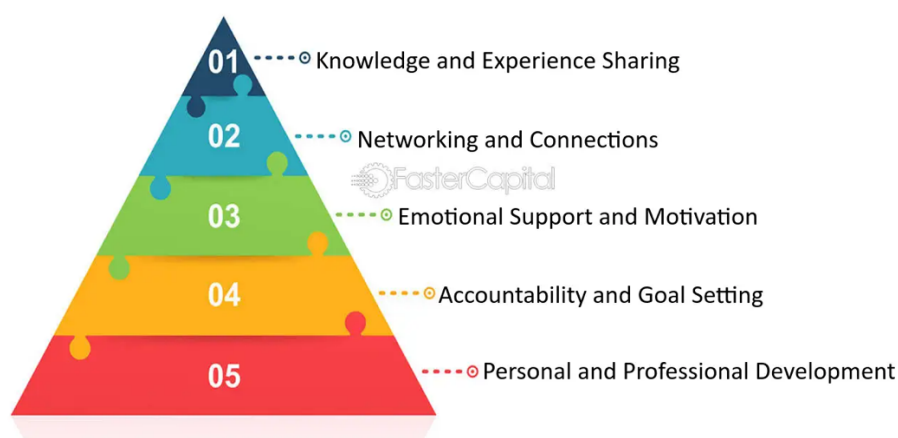 01
Knowledge and Experience Sharing
02
Networking and Connections
FasterCapital
03
Emotional Support and Motivation
04
Accountability and Goal Setting
05
Personal and Professional Development